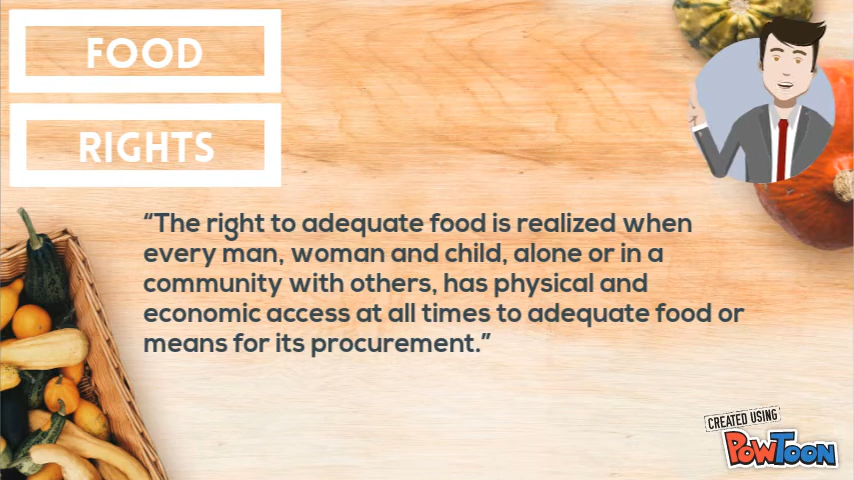 FOOD
RIGHTS
“The right to adequate food is realized when
every man, woman and child, alone or in a
community with others, has physical and
economic access at all times to adequate food or
means for its procurement.”
CREATED USING
POWTOON